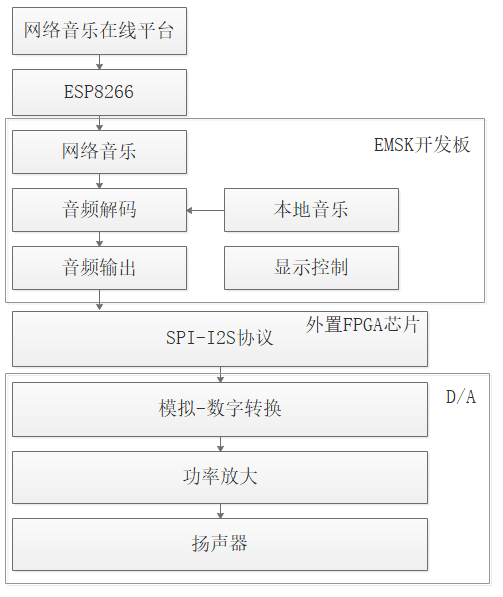 网络音乐在线平台
ESP8266
EMSK开发板
网络音乐
音频解码
本地音乐
音频输出
显示控制
外置FPGA芯片
SPI-I2S协议
D/A
模拟-数字转换
功率放大
扬声器